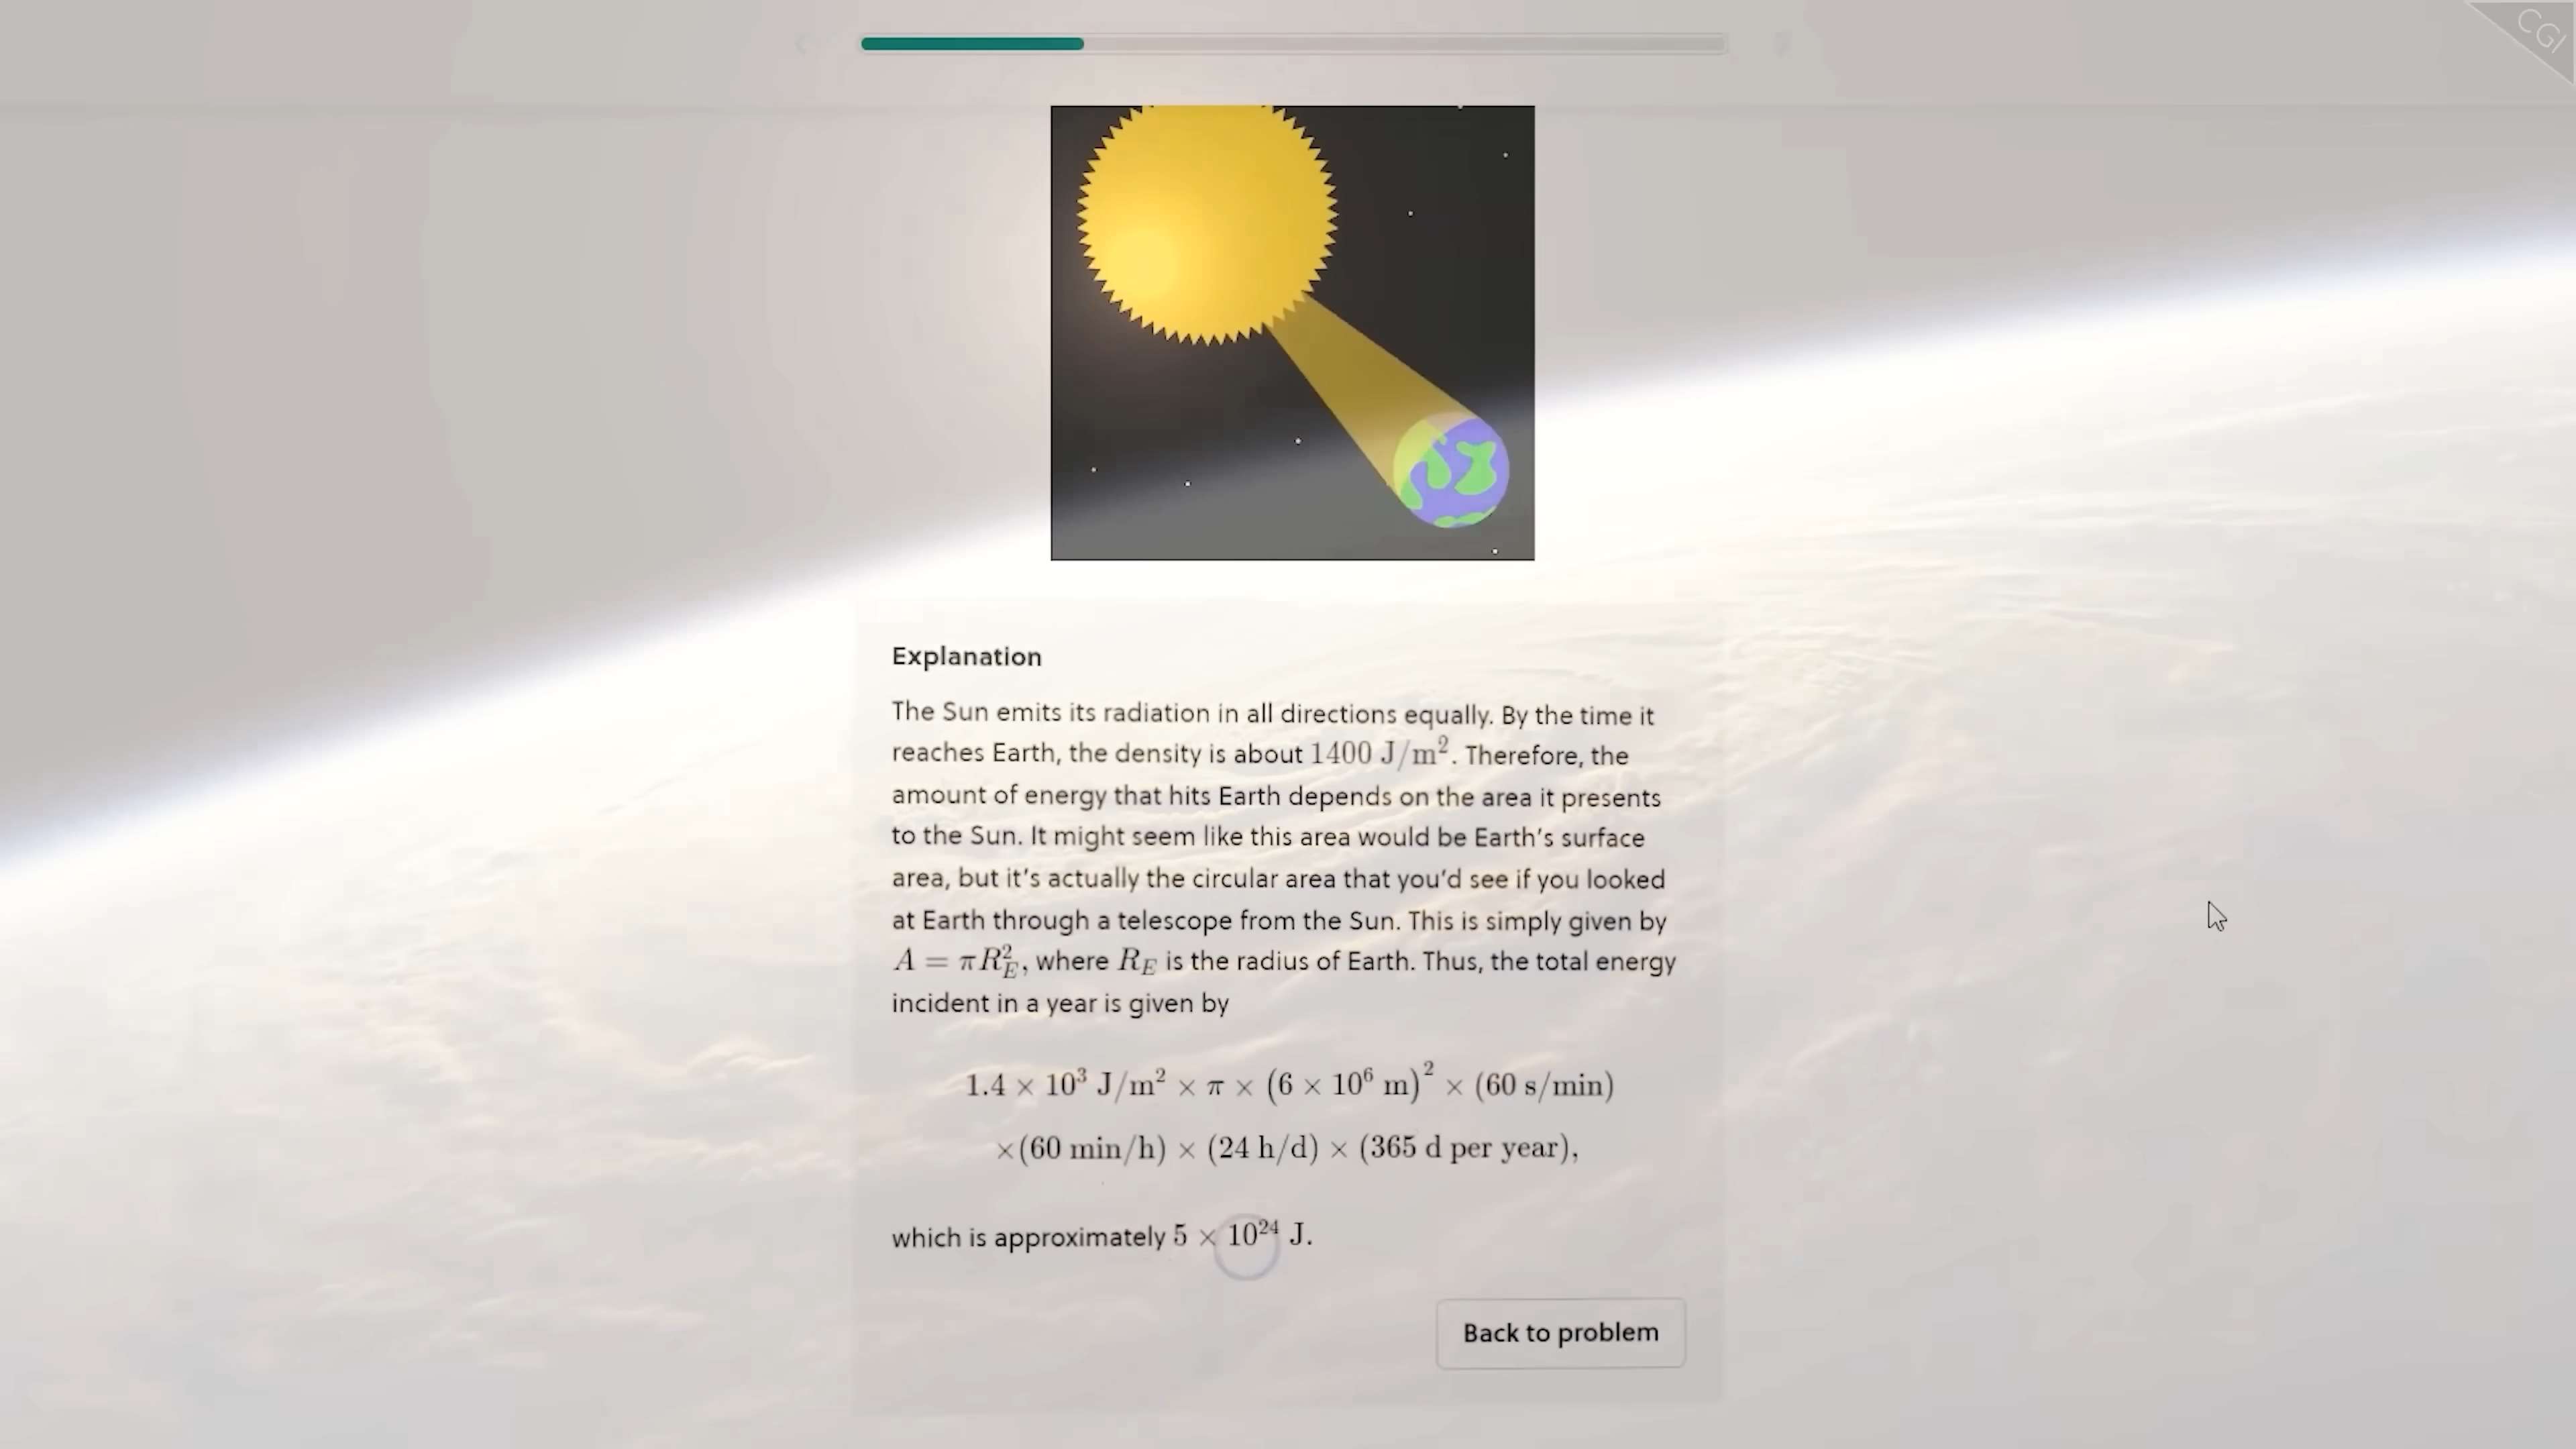 CGI
Explanation
The Sun emits its radiation in all directions equally. By the time it
reaches Earth, the density is about 1400 J/m². Therefore, the
amount of energy that hits Earth depends on the area it presents
to the Sun. It might seem like this area would be Earth's surface
area, but it's actually the circular area that you'd see if you looked
at Earth through a telescope from the Sun. This is simply given by
A = πR_E², where R_E is the radius of Earth. Thus, the total energy
incident in a year is given by
1.4 × 10³ J/m² × π × (6 × 10⁶ m)² × (60 s/min)
×(60 min/h) × (24 h/d) × (365 d per year),
which is approximately 5 × 10²⁴ J.
Back to problem